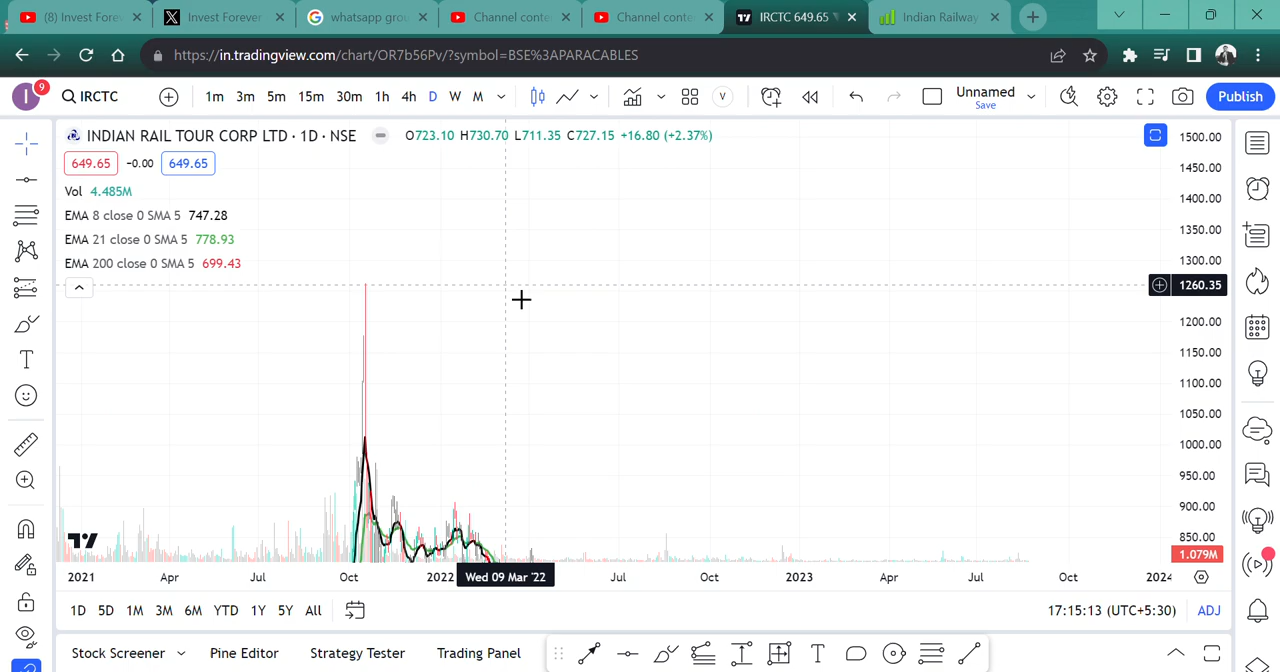 (8) Invest Fores
Invest Forever
whatsapp grou
Channel conte
Channel conte
IRCTC 649.65
Indian Railway
https://in.tradingview.com/chart/OR7b56Pv/?symbol=BSE%3APARACABLES
I 9 IRCTC 1m 3m 5m 15m 30m 1h 4h D W M V Unnamed Save Publish
INDIAN RAIL TOUR CORP LTD · 1D · NSE O723.10 H730.70 L711.35 C727.15 +16.80 (+2.37%)
649.65 -0.00 649.65
Vol 4.485M
EMA 8 close 0 SMA 5 747.28
EMA 21 close 0 SMA 5 778.93
EMA 200 close 0 SMA 5 699.43
1500.00
1450.00
1400.00
1350.00
1300.00
1260.35
1200.00
1150.00
1100.00
1050.00
1000.00
950.00
900.00
850.00
1.079M
2021 Apr Jul Oct 2022 Wed 09 Mar '22 Jul Oct 2023 Apr Jul Oct 2024
1D 5D 1M 3M 6M YTD 1Y 5Y All 17:15:13 (UTC+5:30) ADJ
Stock Screener Pine Editor Strategy Tester Trading Panel